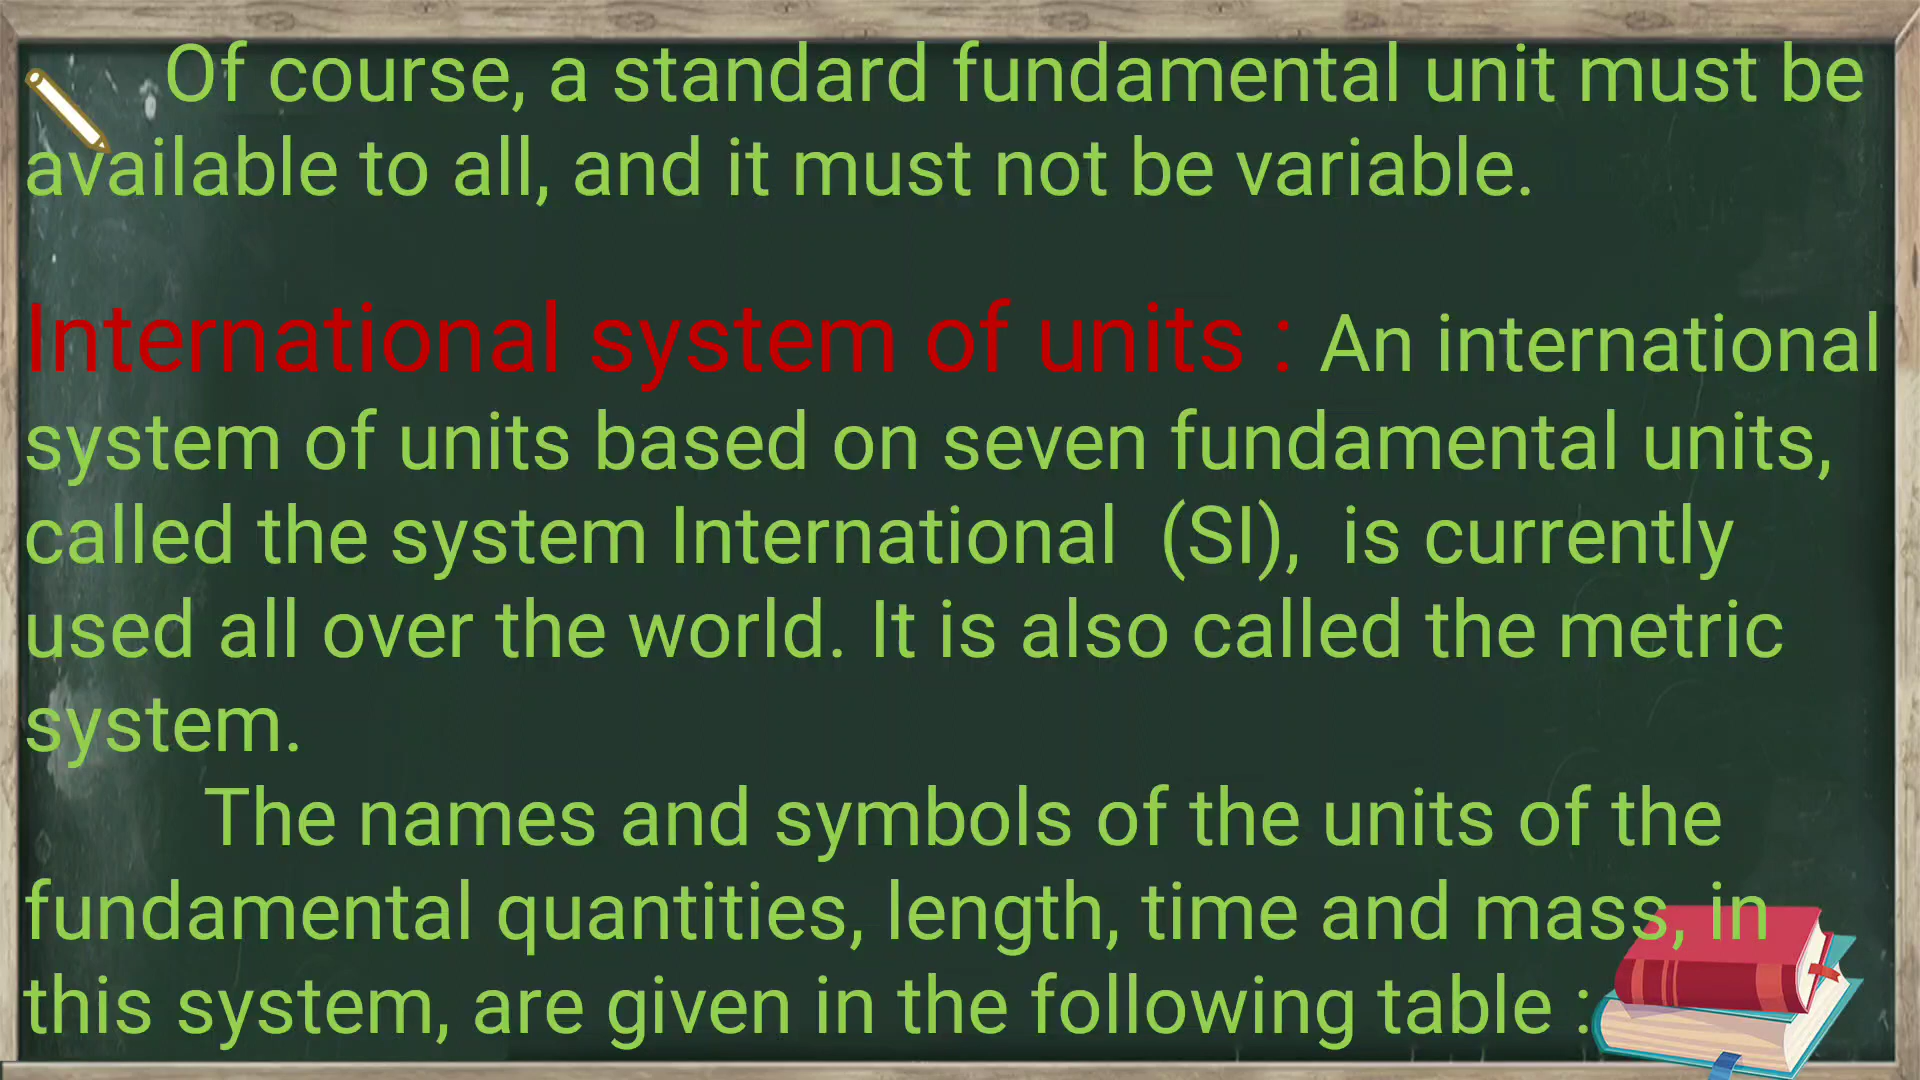 Of course, a standard fundamental unit must be
available to all, and it must not be variable.
International system of units : An international
system of units based on seven fundamental units,
called the system International (SI), is currently
used all over the world. It is also called the metric
system.
The names and symbols of the units of the
fundamental quantities, length, time and mass, in
this system, are given in the following table :